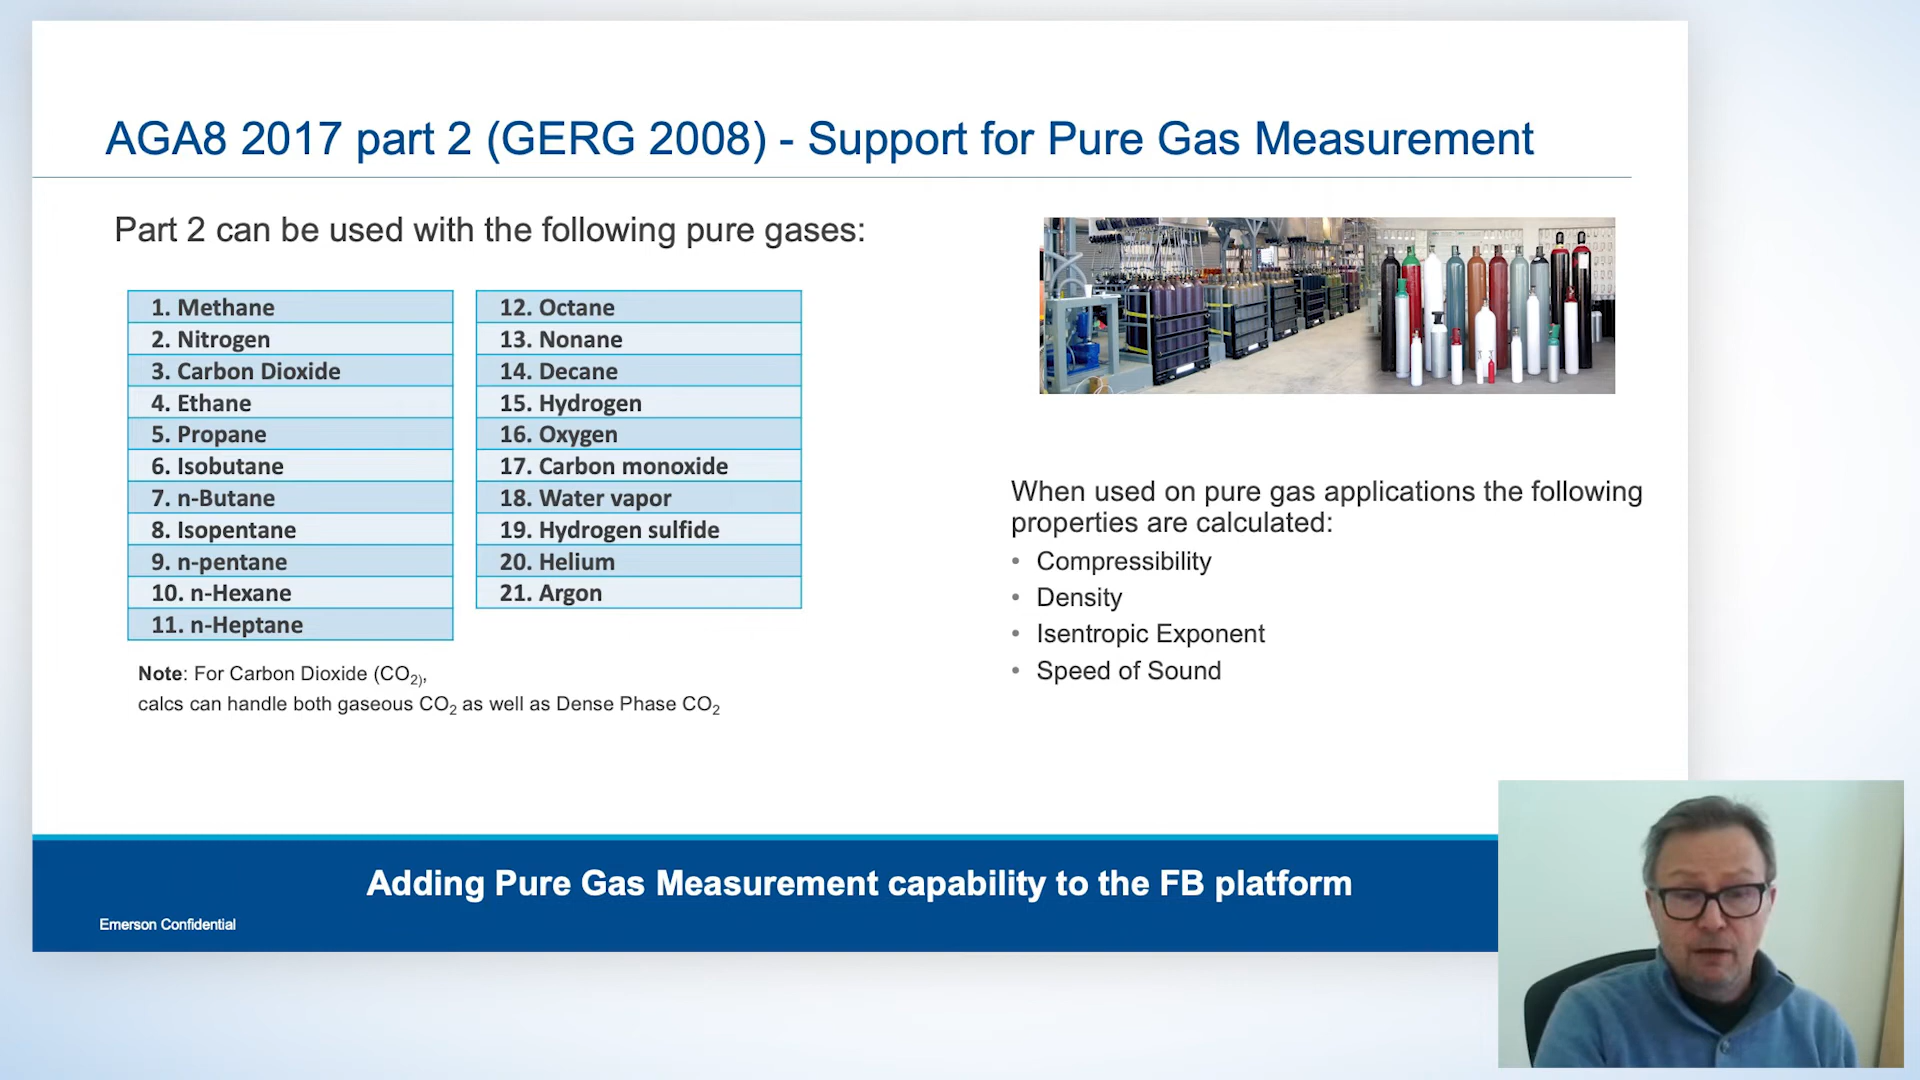 AGA8 2017 part 2 (GERG 2008) - Support for Pure Gas Measurement
Part 2 can be used with the following pure gases:
1. Methane
2. Nitrogen
3. Carbon Dioxide
4. Ethane
5. Propane
6. Isobutane
7. n-Butane
8. Isopentane
9. n-pentane
10. n-Hexane
11. n-Heptane
12. Octane
13. Nonane
14. Decane
15. Hydrogen
16. Oxygen
17. Carbon monoxide
18. Water vapor
19. Hydrogen sulfide
20. Helium
21. Argon
Note: For Carbon Dioxide (CO₂),
calcs can handle both gaseous CO₂ as well as Dense Phase CO₂
When used on pure gas applications the following
properties are calculated:
• Compressibility
• Density
• Isentropic Exponent
• Speed of Sound
Adding Pure Gas Measurement capability to the FB platform
Emerson Confidential